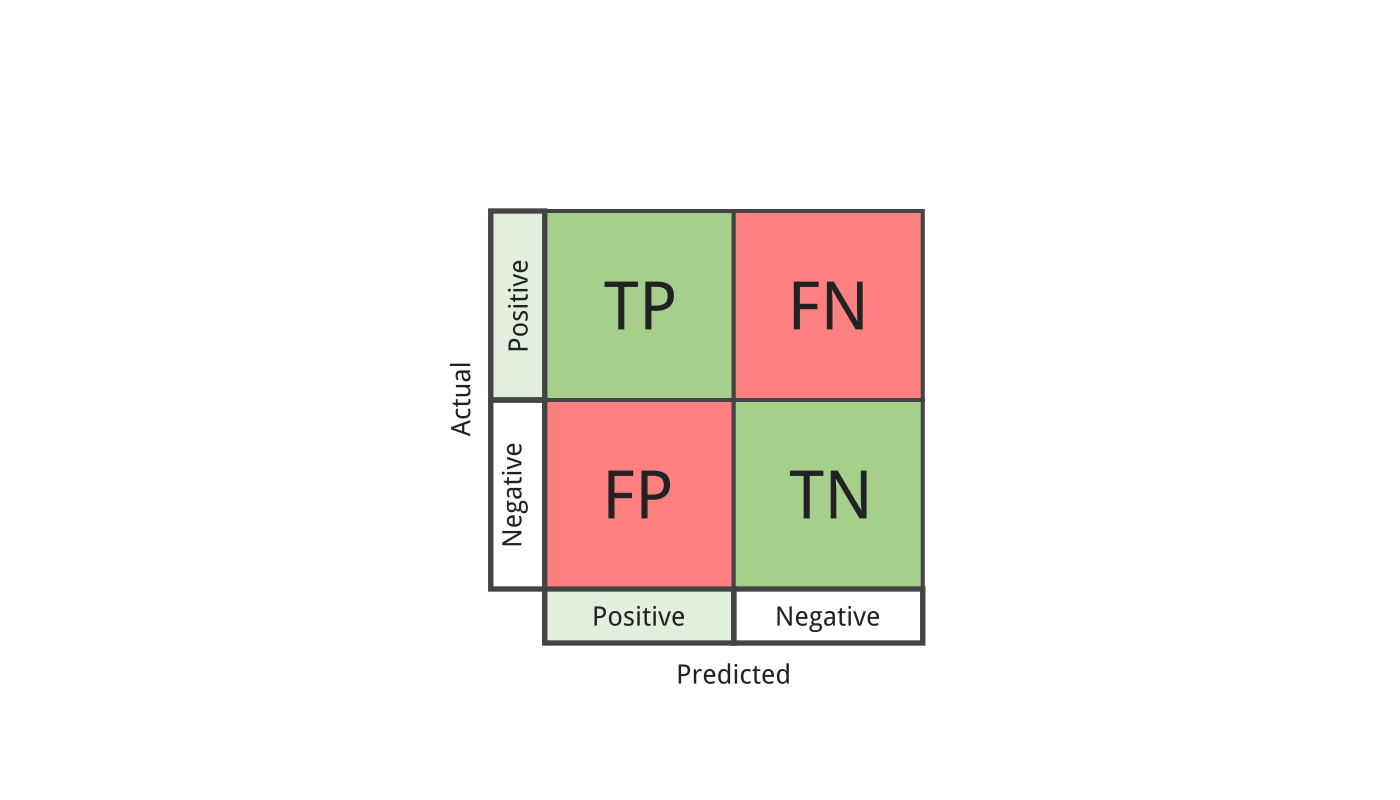 Actual
Positive
TP
FN
Negative
FP
TN
Positive
Negative
Predicted